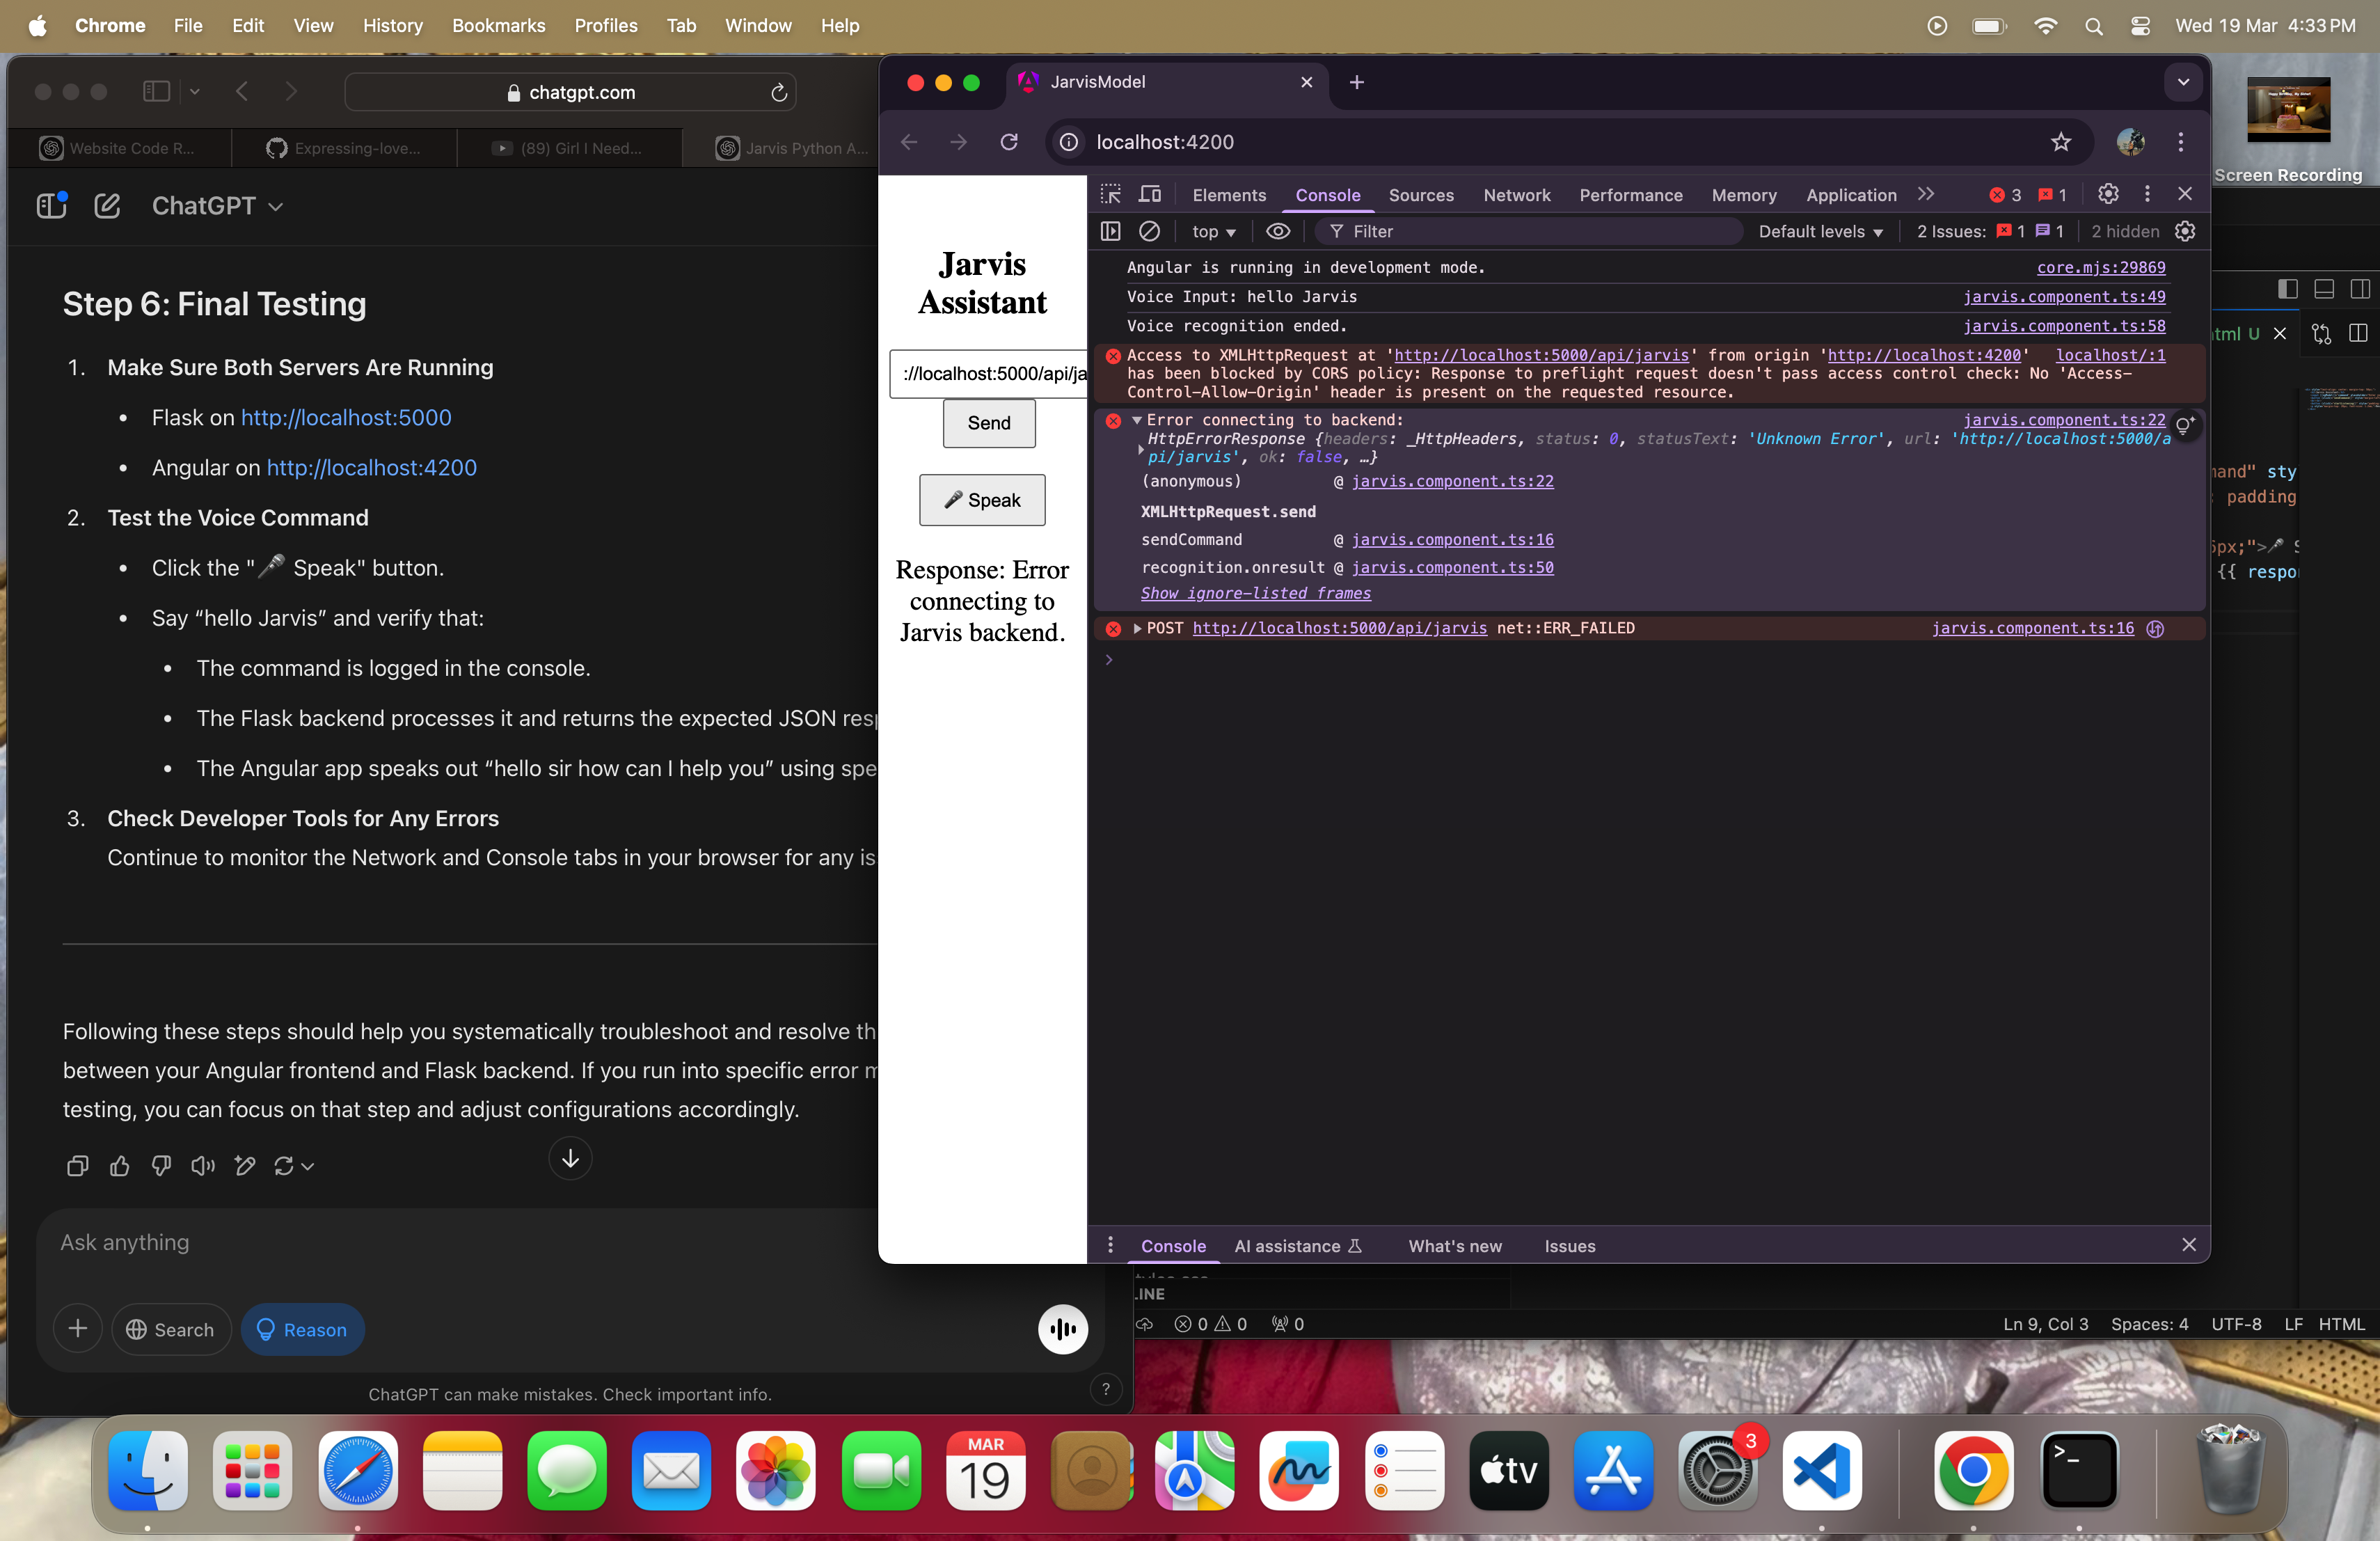 Chrome File Edit View History Bookmarks Profiles Tab Window Help
Wed 19 Mar 4:33 PM
chatgpt.com
Website Code R...
Expressing-love...
(89) Girl I Need...
Jarvis Python A...
ChatGPT
Step 6: Final Testing
1. Make Sure Both Servers Are Running
• Flask on http://localhost:5000
• Angular on http://localhost:4200
2. Test the Voice Command
• Click the "🎤 Speak" button.
• Say “hello Jarvis” and verify that:
• The command is logged in the console.
• The Flask backend processes it and returns the expected JSON resp
• The Angular app speaks out “hello sir how can I help you” using spe
3. Check Developer Tools for Any Errors
Continue to monitor the Network and Console tabs in your browser for any is
Following these steps should help you systematically troubleshoot and resolve th
between your Angular frontend and Flask backend. If you run into specific error m
testing, you can focus on that step and adjust configurations accordingly.
Ask anything
Search
Reason
ChatGPT can make mistakes. Check important info.
?
JarvisModel
localhost:4200
Jarvis
Assistant
://localhost:5000/api/ja
Send
🎤 Speak
Response: Error
connecting to
Jarvis backend.
Elements Console Sources Network Performance Memory Application 3 1
top Filter Default levels 2 Issues: 1 1 2 hidden
Angular is running in development mode. core.mjs:29869
Voice Input: hello Jarvis jarvis.component.ts:49
Voice recognition ended. jarvis.component.ts:58
Access to XMLHttpRequest at 'http://localhost:5000/api/jarvis' from origin 'http://localhost:4200' localhost/:1
has been blocked by CORS policy: Response to preflight request doesn't pass access control check: No 'Access-
Control-Allow-Origin' header is present on the requested resource.
Error connecting to backend: jarvis.component.ts:22
HttpErrorResponse {headers: _HttpHeaders, status: 0, statusText: 'Unknown Error', url: 'http://localhost:5000/a
pi/jarvis', ok: false, …}
(anonymous) @ jarvis.component.ts:22
XMLHttpRequest.send
sendCommand @ jarvis.component.ts:16
recognition.onresult @ jarvis.component.ts:50
Show ignore-listed frames
POST http://localhost:5000/api/jarvis net::ERR_FAILED jarvis.component.ts:16
Console AI assistance What's new Issues
Screen Recording
html U
mand" sty
: padding
5px;">🎤 S
{{ respo
LINE
0 0 0
Ln 9, Col 3 Spaces: 4 UTF-8 LF HTML
MAR
19
tv
3